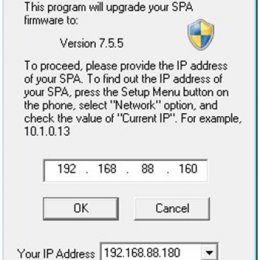 This program will upgrade your SPA
firmware to:
Version 7.5.5
To proceed, please provide the IP address
of your SPA. To find out the IP address of
your SPA, press the Setup Menu button on
the phone, select "Network" option, and
check the value of "Current IP". For example,
10.1.0.13
192 . 168 . 88 . 160
OK Cancel
Your IP Address 192.168.88.180